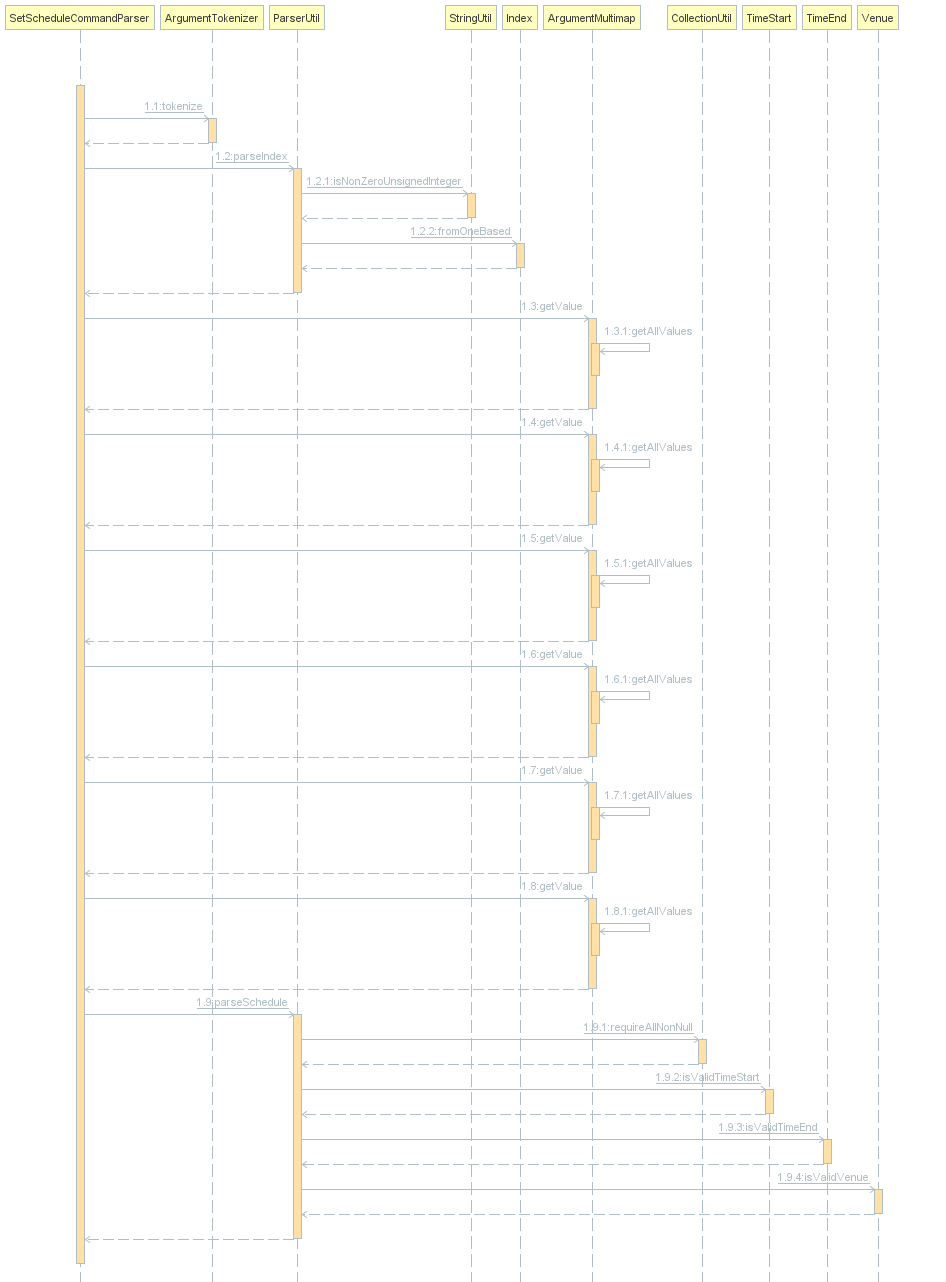 SetScheduleCommandParser
ArgumentTokenizer
ParserUtil
StringUtil
Index
ArgumentMultimap
CollectionUtil
TimeStart
TimeEnd
Venue
1.1:tokenize
1.2:parseIndex
1.2.1:isNonZeroUnsignedInteger
1.2.2:fromOneBased
1.3:getValue
1.3.1:getAllValues
1.4:getValue
1.4.1:getAllValues
1.5:getValue
1.5.1:getAllValues
1.6:getValue
1.6.1:getAllValues
1.7:getValue
1.7.1:getAllValues
1.8:getValue
1.8.1:getAllValues
1.9:parseSchedule
1.9.1:requireAllNonNull
1.9.2:isValidTimeStart
1.9.3:isValidTimeEnd
1.9.4:isValidVenue